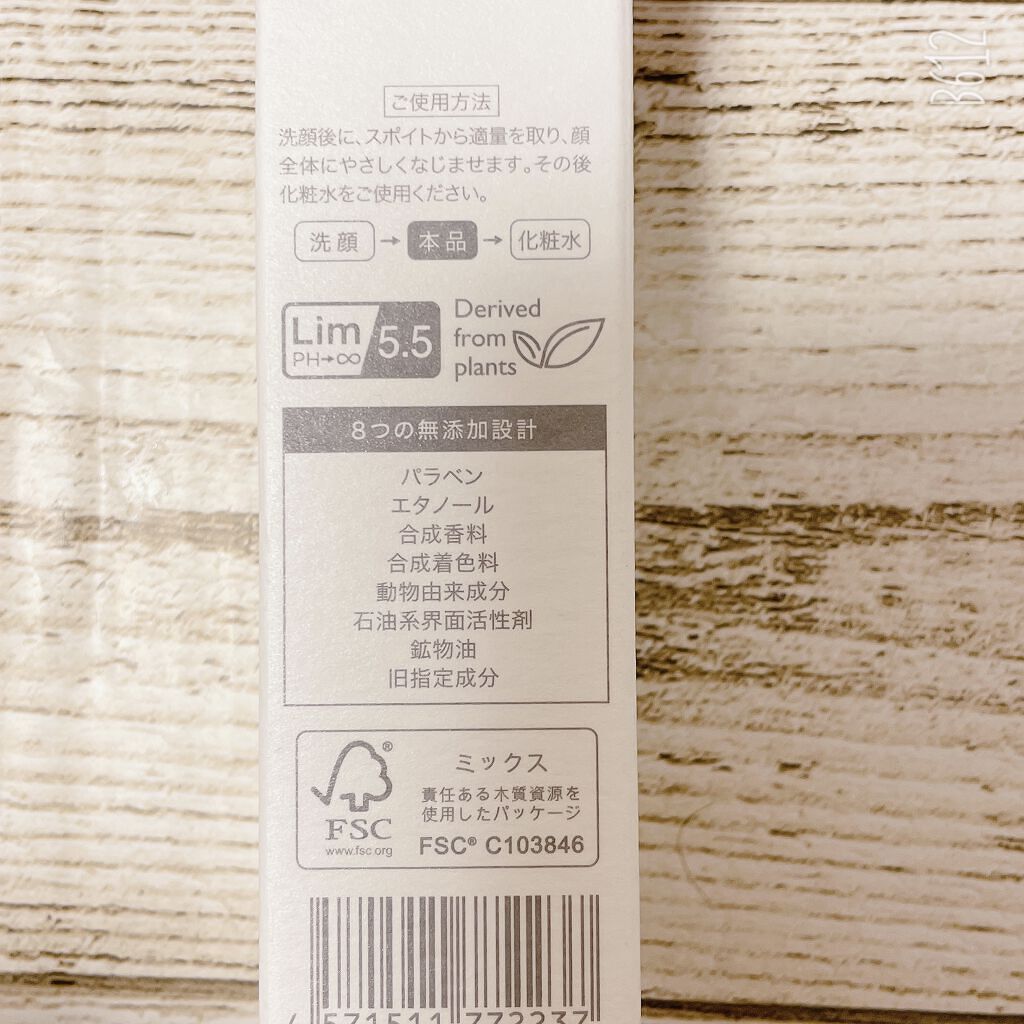 B612
ご使用方法
洗顔後に、スポイトから適量を取り、顔
全体にやさしくなじませます。その後
化粧水をご使用ください。
洗顔→本品→化粧水
Lim
PH→∞
5.5
Derived
from
plants
8つの無添加設計
パラベン
エタノール
合成香料
合成着色料
動物由来成分
石油系界面活性剤
鉱物油
旧指定成分
FSC
www.fsc.org
ミックス
責任ある木質資源を
使用したパッケージ
FSC® C103846
4 571511 772237